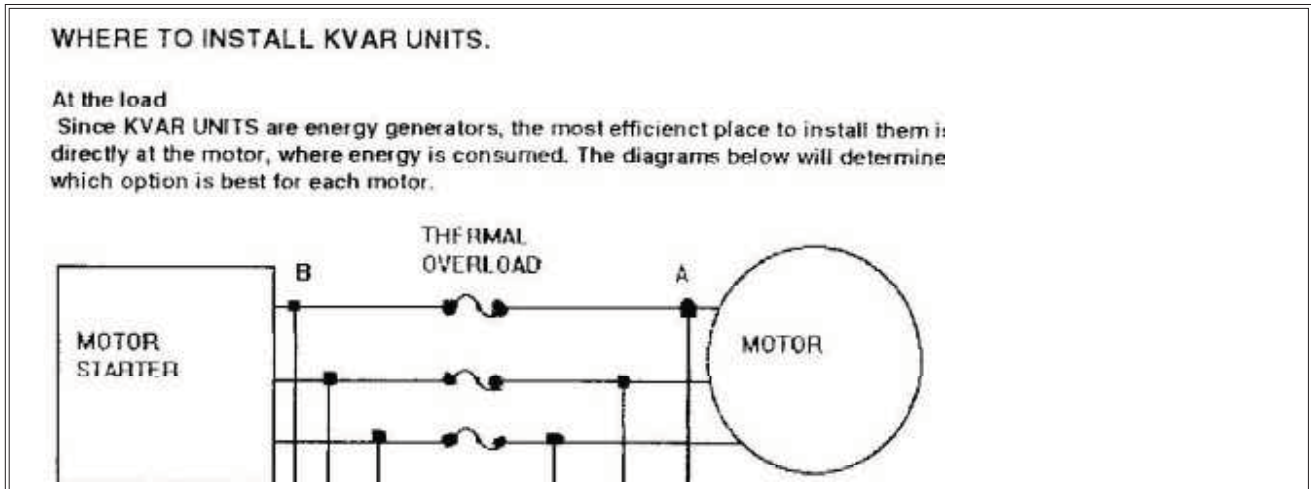 WHERE TO INSTALL KVAR UNITS.
At the load
Since KVAR UNITS are energy generators, the most efficienct place to install them is
directly at the motor, where energy is consumed. The diagrams below will determine
which option is best for each motor.
THERMAL
OVERLOAD
B
A
MOTOR
STARTER
MOTOR